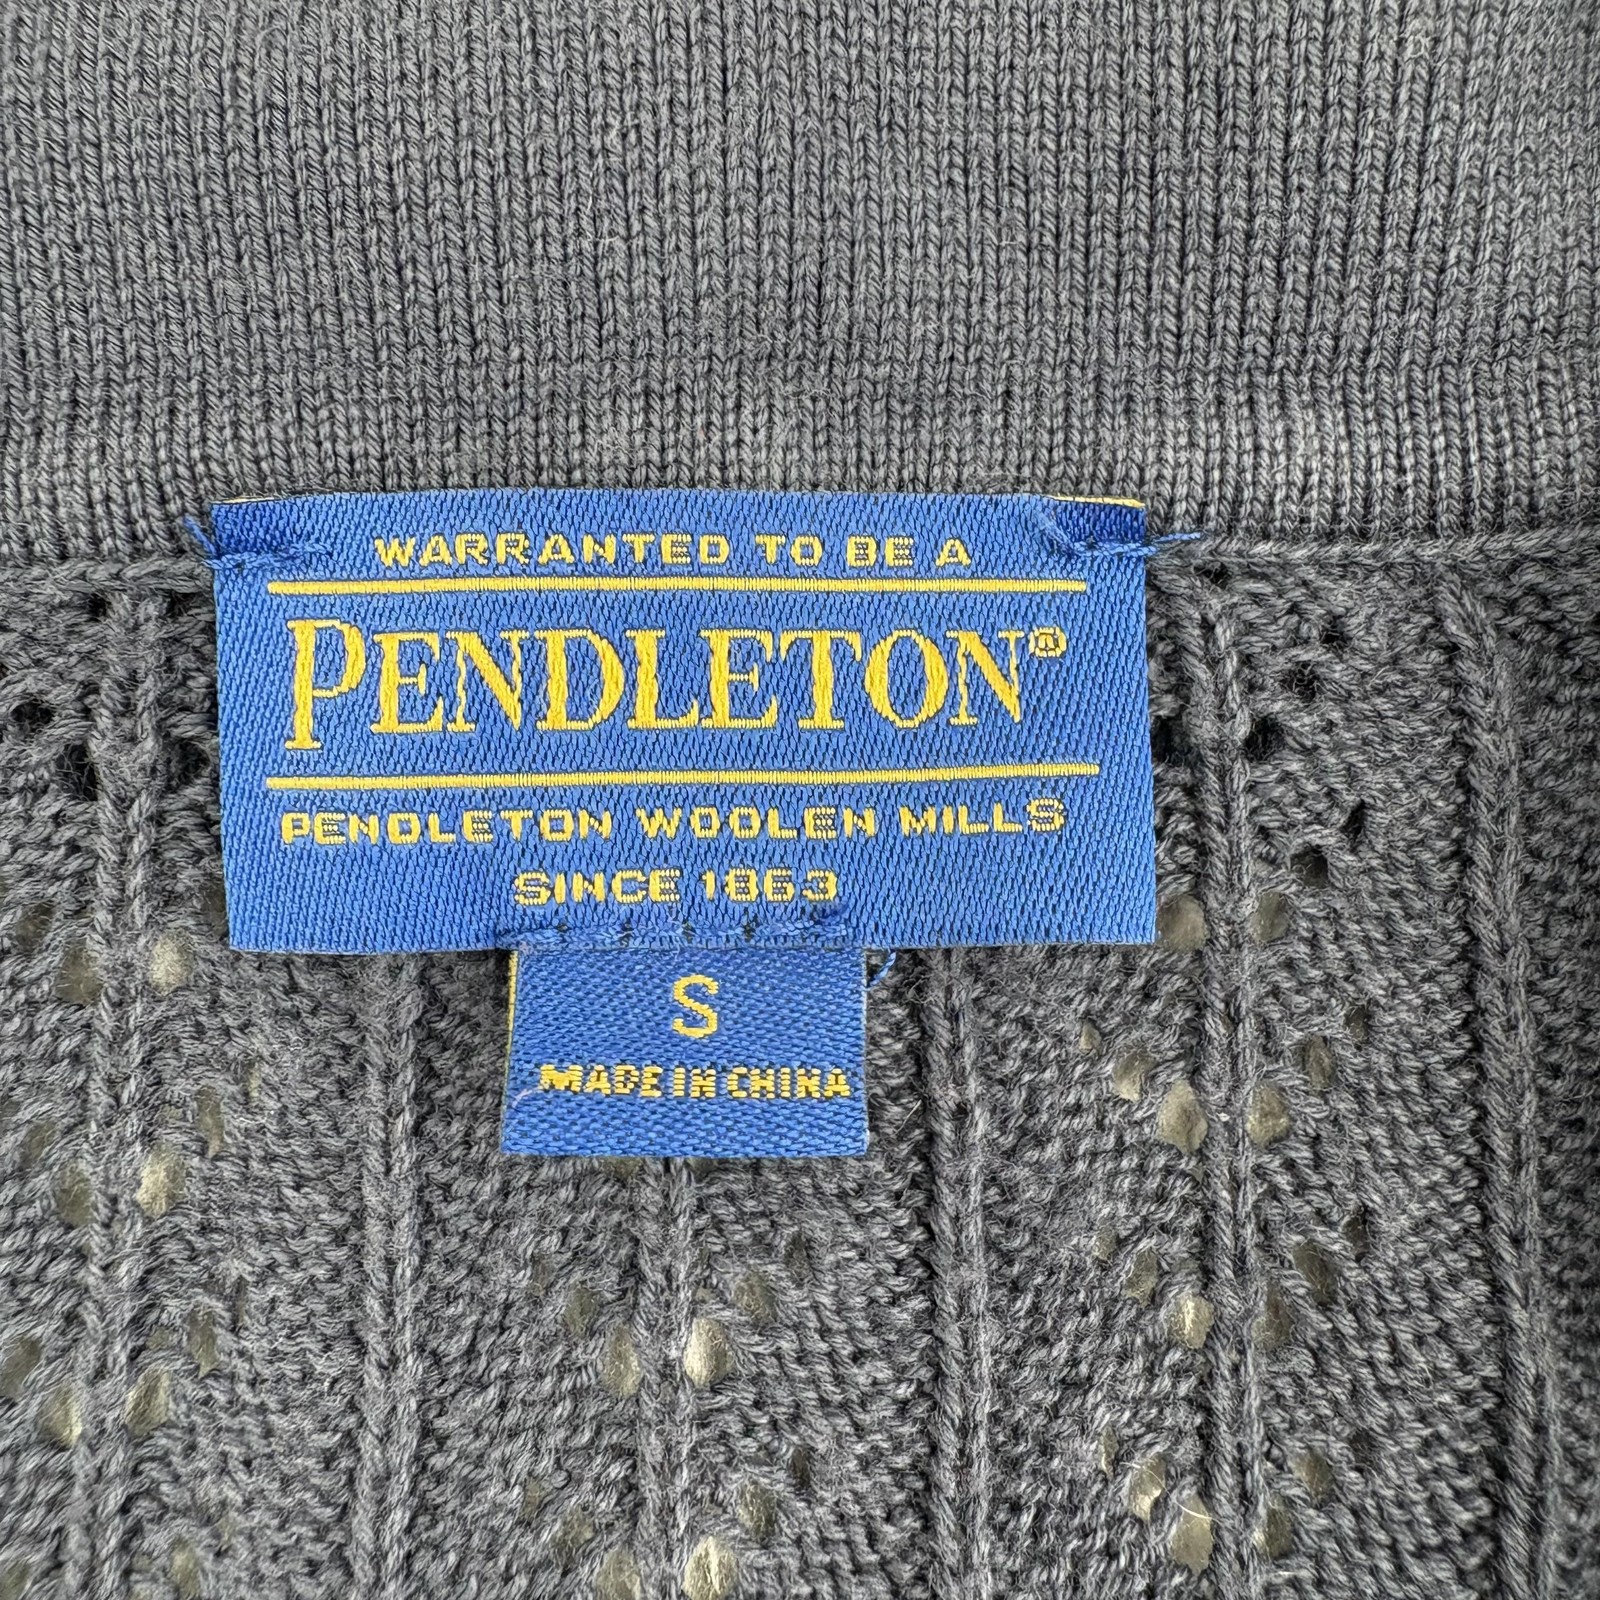 WARRANTED TO BE A
PENDLETON®
PENDLETON WOOLEN MILLS
SINCE 1863
S
MADE IN CHINA